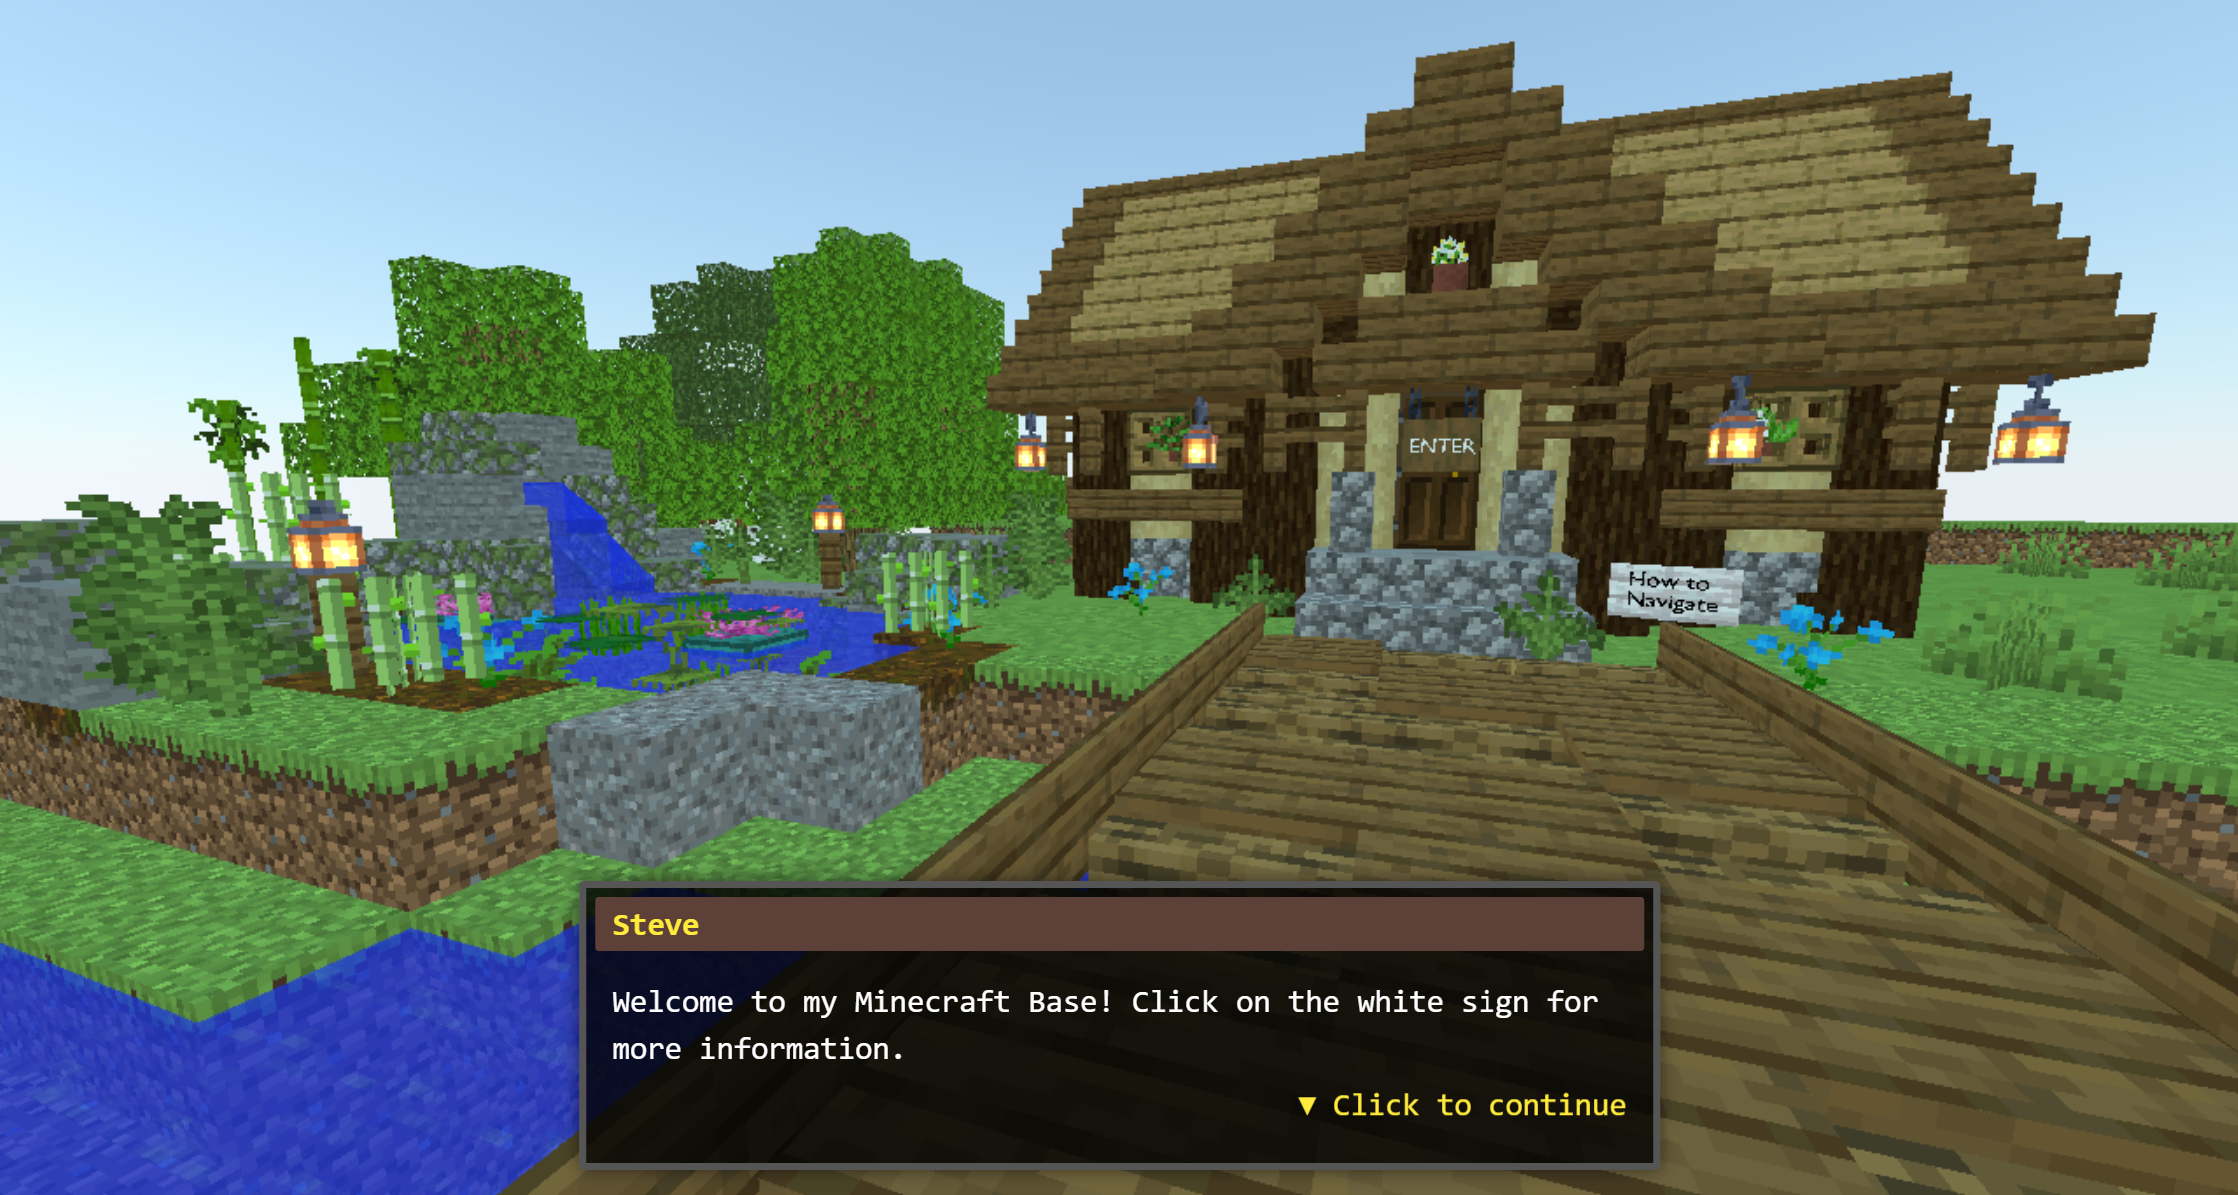 ENTER
How to
Navigate
Steve
Welcome to my Minecraft Base! Click on the white sign for
more information.
▼ Click to continue